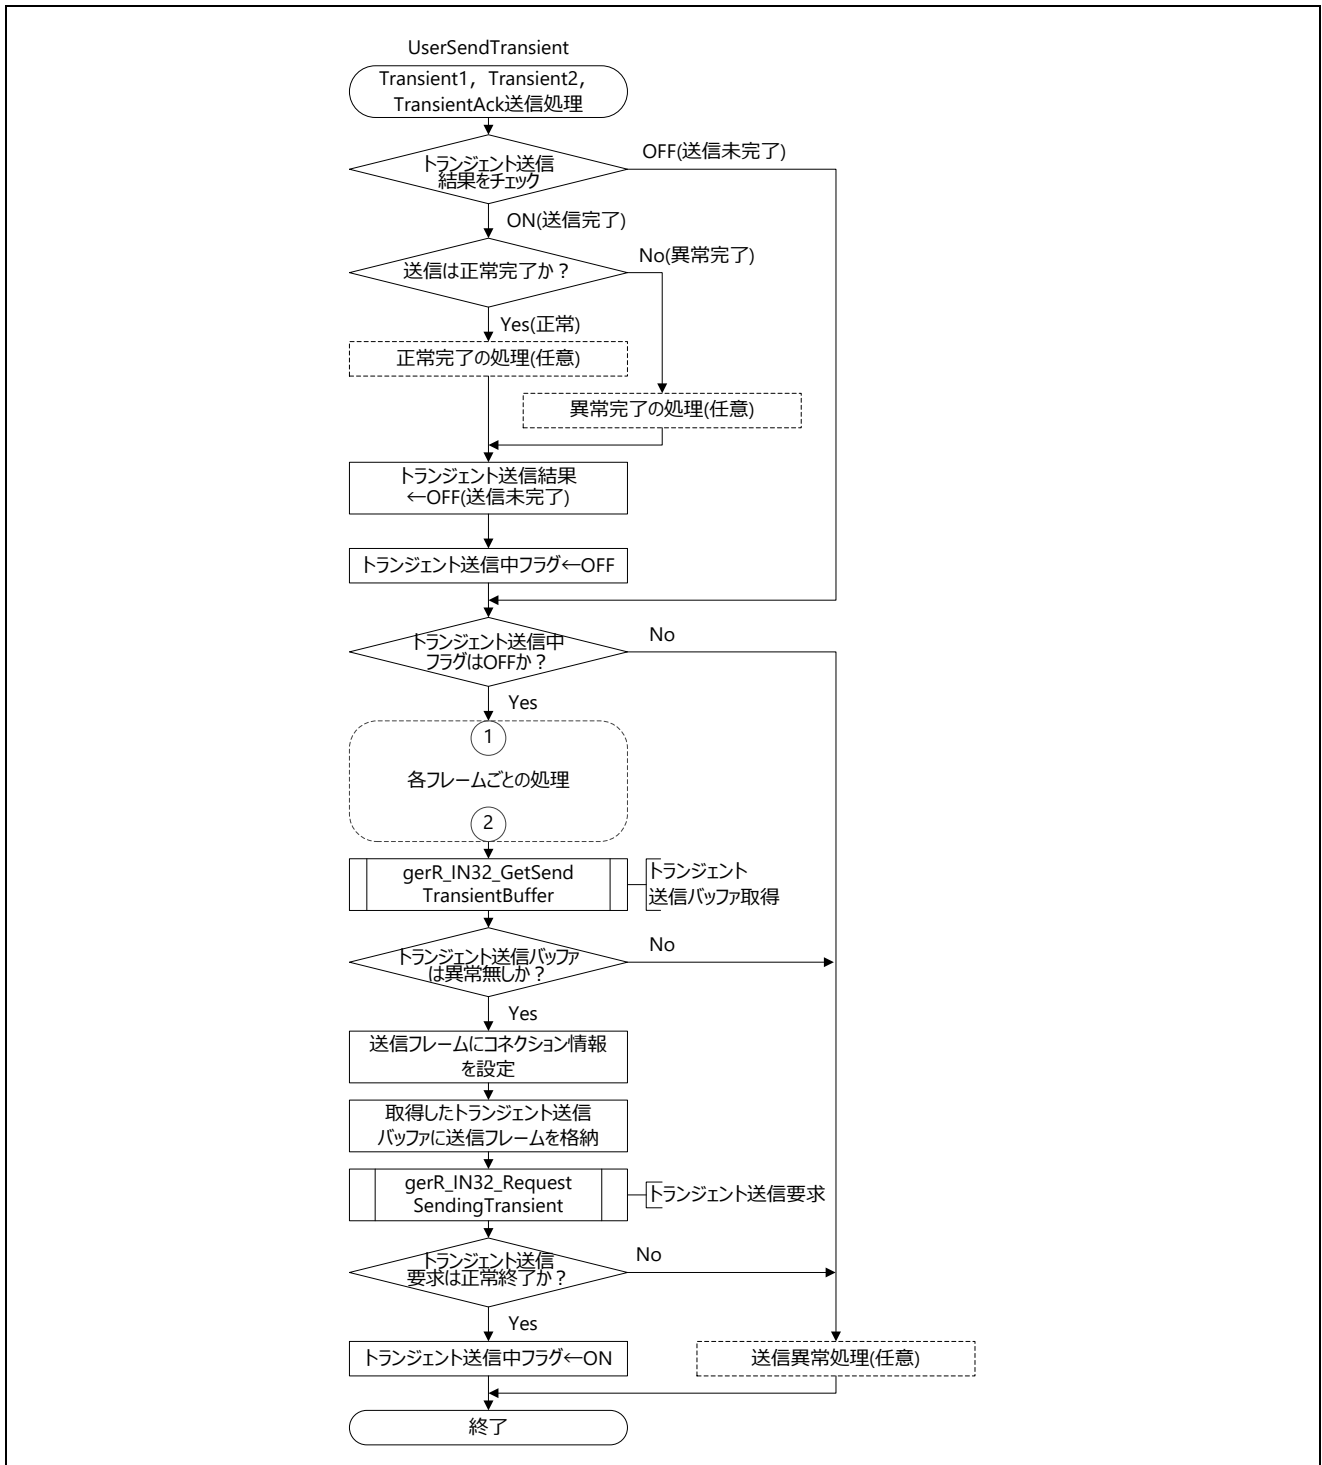 UserSendTransient
Transient1，Transient2，
TransientAck送信処理
トランジェント送信
結果をチェック
OFF(送信未完了)
ON(送信完了)
送信は正常完了か？
No(異常完了)
Yes(正常)
正常完了の処理(任意)
異常完了の処理(任意)
トランジェント送信結果
←OFF(送信未完了)
トランジェント送信中フラグ←OFF
トランジェント送信中
フラグはOFFか？
No
Yes
1
各フレームごとの処理
2
gerR_IN32_GetSend
TransientBuffer
トランジェント
送信バッファ取得
トランジェント送信バッファ
は異常無しか？
No
Yes
送信フレームにコネクション情報
を設定
取得したトランジェント送信
バッファに送信フレームを格納
gerR_IN32_Request
SendingTransient
トランジェント送信要求
トランジェント送信
要求は正常終了か？
No
Yes
トランジェント送信中フラグ←ON
送信異常処理(任意)
終了